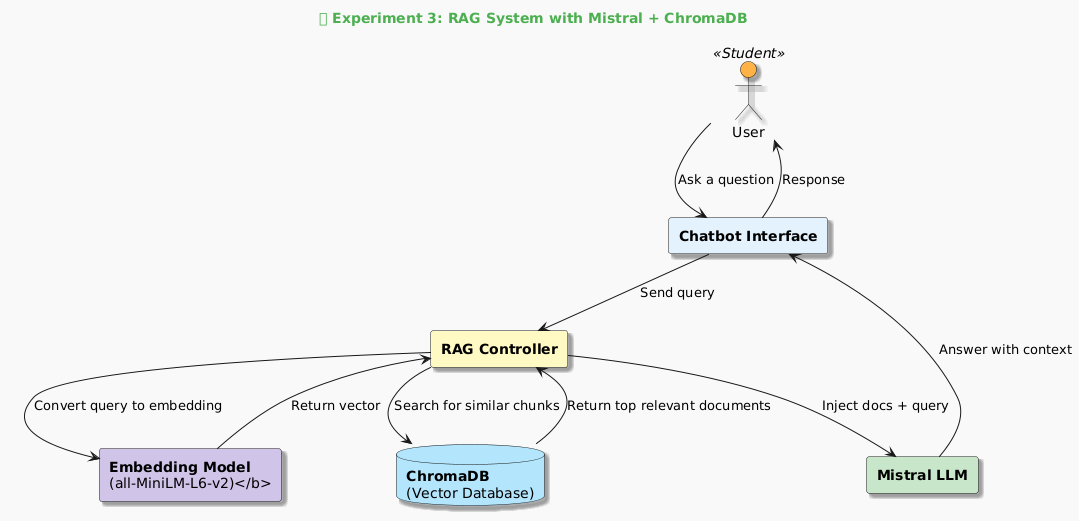 Experiment 3: RAG System with Mistral + ChromaDB
«Student»
User
Ask a question
Response
Chatbot Interface
Send query
RAG Controller
Answer with context
Convert query to embedding
Return vector
Search for similar chunks
Return top relevant documents
Inject docs + query
Embedding Model
(all-MiniLM-L6-v2)</b>
ChromaDB
(Vector Database)
Mistral LLM